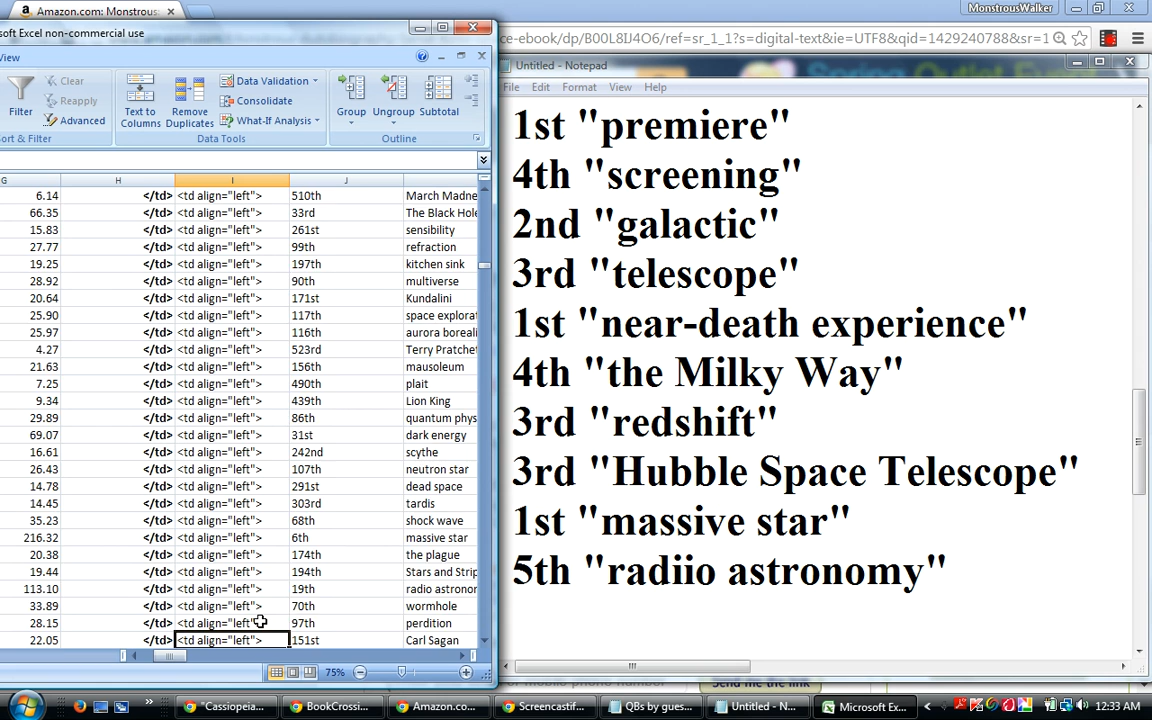 Amazon.com: Monstrous
MonstrousWalker
osoft Excel non-commercial use
ce-ebook/dp/B00L8IJ4O6/ref=sr_1_1?s=digital-text&ie=UTF8&qid=1429240788&sr=1
View
Untitled - Notepad
File Edit Format View Help
Filter
Clear
Reapply
Advanced
Text to Columns
Remove Duplicates
Data Validation
Consolidate
What-If Analysis
Group
Ungroup
Subtotal
ort & Filter
Data Tools
Outline
G H I J
6.14 </td> <td align="left"> 510th March Madne
66.35 </td> <td align="left"> 33rd The Black Hole
15.83 </td> <td align="left"> 261st sensibility
27.77 </td> <td align="left"> 99th refraction
19.25 </td> <td align="left"> 197th kitchen sink
28.92 </td> <td align="left"> 90th multiverse
20.64 </td> <td align="left"> 171st Kundalini
25.90 </td> <td align="left"> 117th space explorat
25.97 </td> <td align="left"> 116th aurora boreali
4.27 </td> <td align="left"> 523rd Terry Pratchet
21.63 </td> <td align="left"> 156th mausoleum
7.25 </td> <td align="left"> 490th plait
9.34 </td> <td align="left"> 439th Lion King
29.89 </td> <td align="left"> 86th quantum phys
69.07 </td> <td align="left"> 31st dark energy
16.61 </td> <td align="left"> 242nd scythe
26.43 </td> <td align="left"> 107th neutron star
14.78 </td> <td align="left"> 291st dead space
14.45 </td> <td align="left"> 303rd tardis
35.23 </td> <td align="left"> 68th shock wave
216.32 </td> <td align="left"> 6th massive star
20.38 </td> <td align="left"> 174th the plague
19.44 </td> <td align="left"> 194th Stars and Strip
113.10 </td> <td align="left"> 19th radio astronor
33.89 </td> <td align="left"> 70th wormhole
28.15 </td> <td align="left"> 97th perdition
22.05 </td> <td align="left"> 151st Carl Sagan
75%
1st "premiere"
4th "screening"
2nd "galactic"
3rd "telescope"
1st "near-death experience"
4th "the Milky Way"
3rd "redshift"
3rd "Hubble Space Telescope"
1st "massive star"
5th "radiio astronomy"
Send me the link
"Cassiopeia... BookCrossi... Amazon.co... Screencastif... QBs by gues... Untitled - N... Microsoft Ex... 12:33 AM